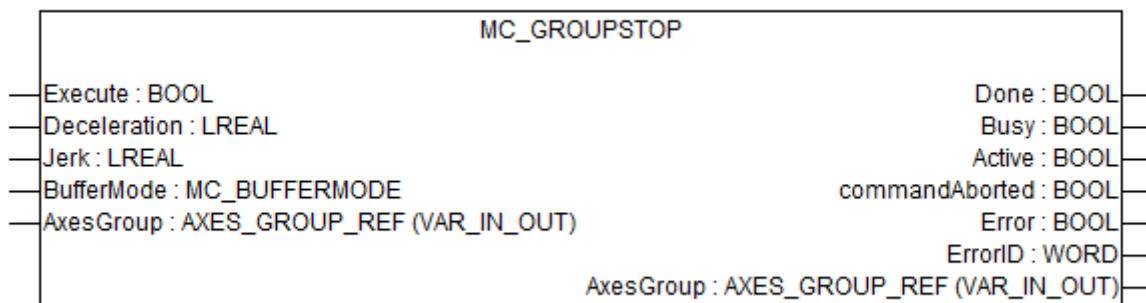 MC_GROUPSTOP
Execute : BOOL
Done : BOOL
Deceleration : LREAL
Busy : BOOL
Jerk : LREAL
Active : BOOL
BufferMode : MC_BUFFERMODE
commandAborted : BOOL
AxesGroup : AXES_GROUP_REF (VAR_IN_OUT)
Error : BOOL
ErrorID : WORD
AxesGroup : AXES_GROUP_REF (VAR_IN_OUT)